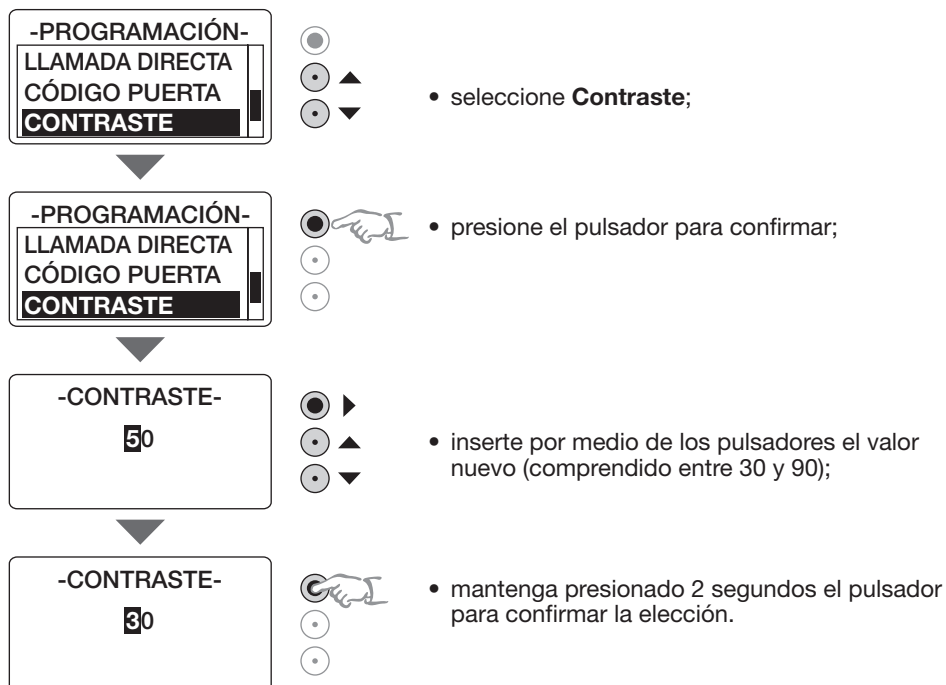 -PROGRAMACIÓN-
LLAMADA DIRECTA
CÓDIGO PUERTA
CONTRASTE
• seleccione Contraste;
-PROGRAMACIÓN-
LLAMADA DIRECTA
CÓDIGO PUERTA
CONTRASTE
• presione el pulsador para confirmar;
-CONTRASTE-
50
• inserte por medio de los pulsadores el valor
nuevo (comprendido entre 30 y 90);
-CONTRASTE-
30
• mantenga presionado 2 segundos el pulsador
para confirmar la elección.